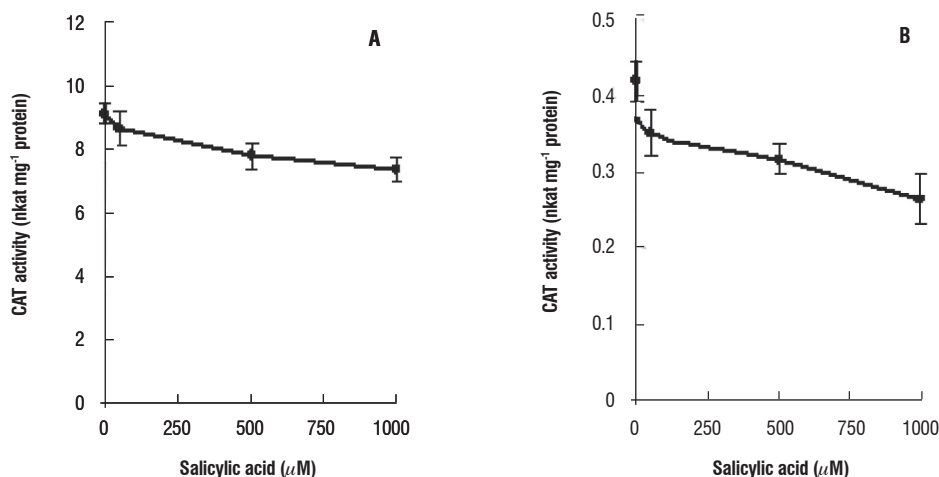 A
CAT activity (nkat mg-1 protein)
12
10
8
6
4
2
0
0 250 500 750 1000
Salicylic acid (μM)
B
CAT activity (nkat mg-1 protein)
0.5
0.4
0.3
0.2
0.1
0
0 250 500 750 1000
Salicylic acid (μM)